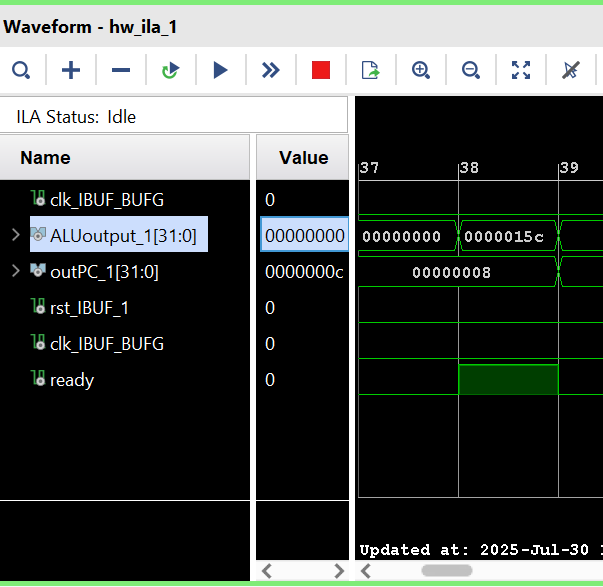 Waveform - hw_ila_1
ILA Status: Idle
Name Value
37 38 39
clk_IBUF_BUFG 0
ALUoutput_1[31:0] 00000000 00000000 0000015c
outPC_1[31:0] 0000000c 00000008
rst_IBUF_1 0
clk_IBUF_BUFG 0
ready 0
Updated at: 2025-Jul-30